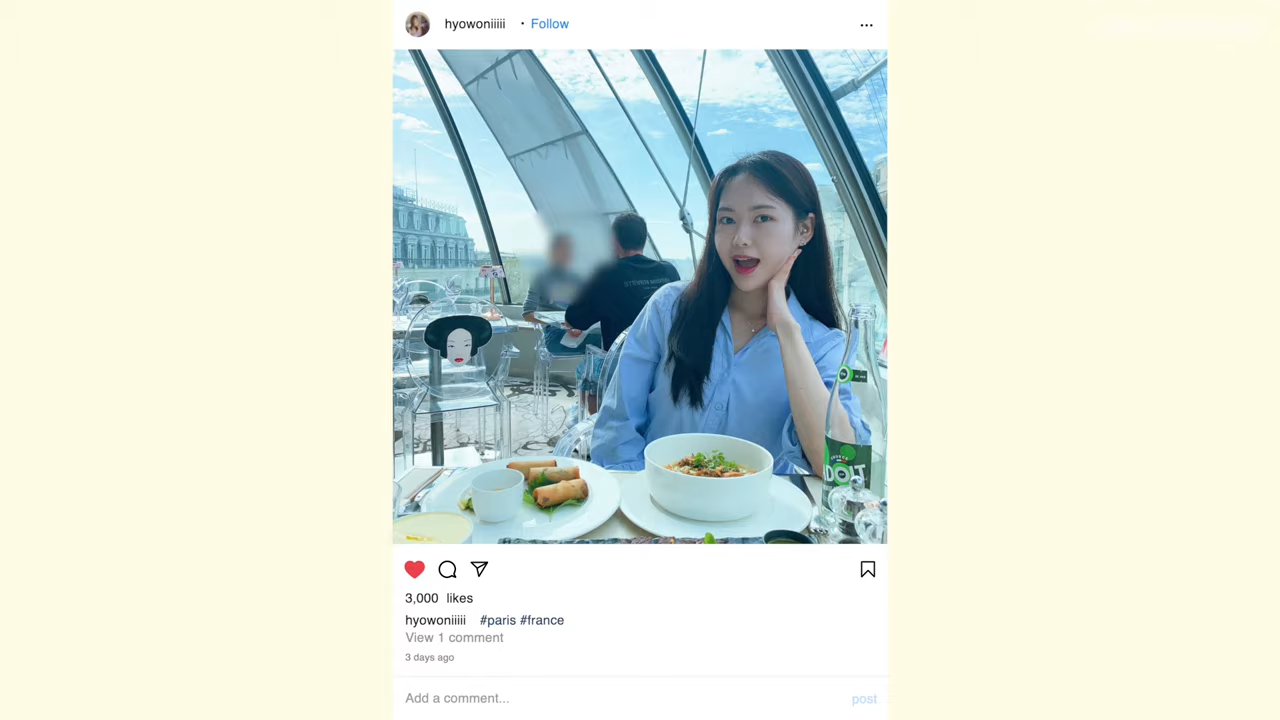 hyowoniiiii • Follow
3,000 likes
hyowoniiiii #paris #france
View 1 comment
3 days ago
Add a comment... post